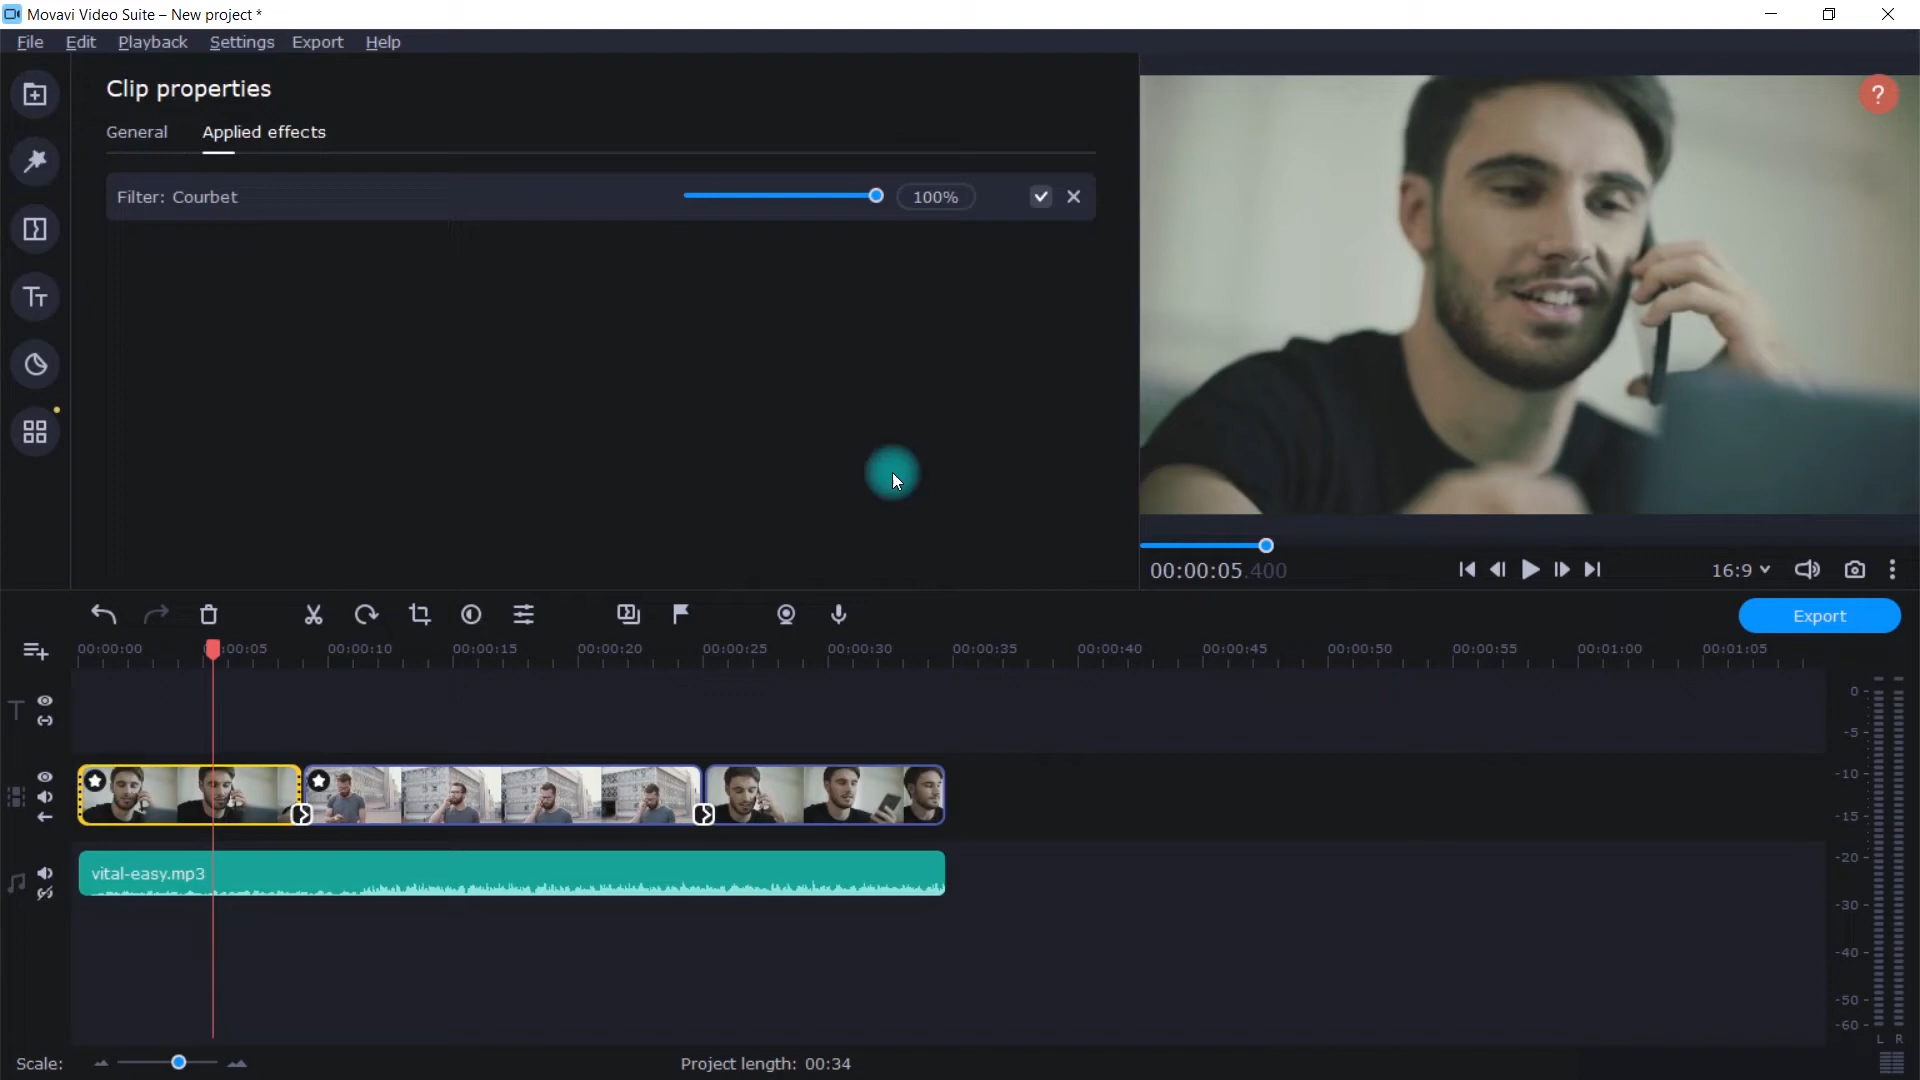 Movavi Video Suite – New project *
File Edit Playback Settings Export Help
Clip properties
General Applied effects
Filter: Courbet 100%
?
00:00:05.400 16:9
Export
00:00:00 :00:05 00:00:10 00:00:15 00:00:20 00:00:25 00:00:30 00:00:35 00:00:40 00:00:45 00:00:50 00:00:55 00:01:00 00:01:05
0
-5
-10
-15
vital-easy.mp3
-20
-30
-40
-50
-60
L R
Scale: Project length: 00:34